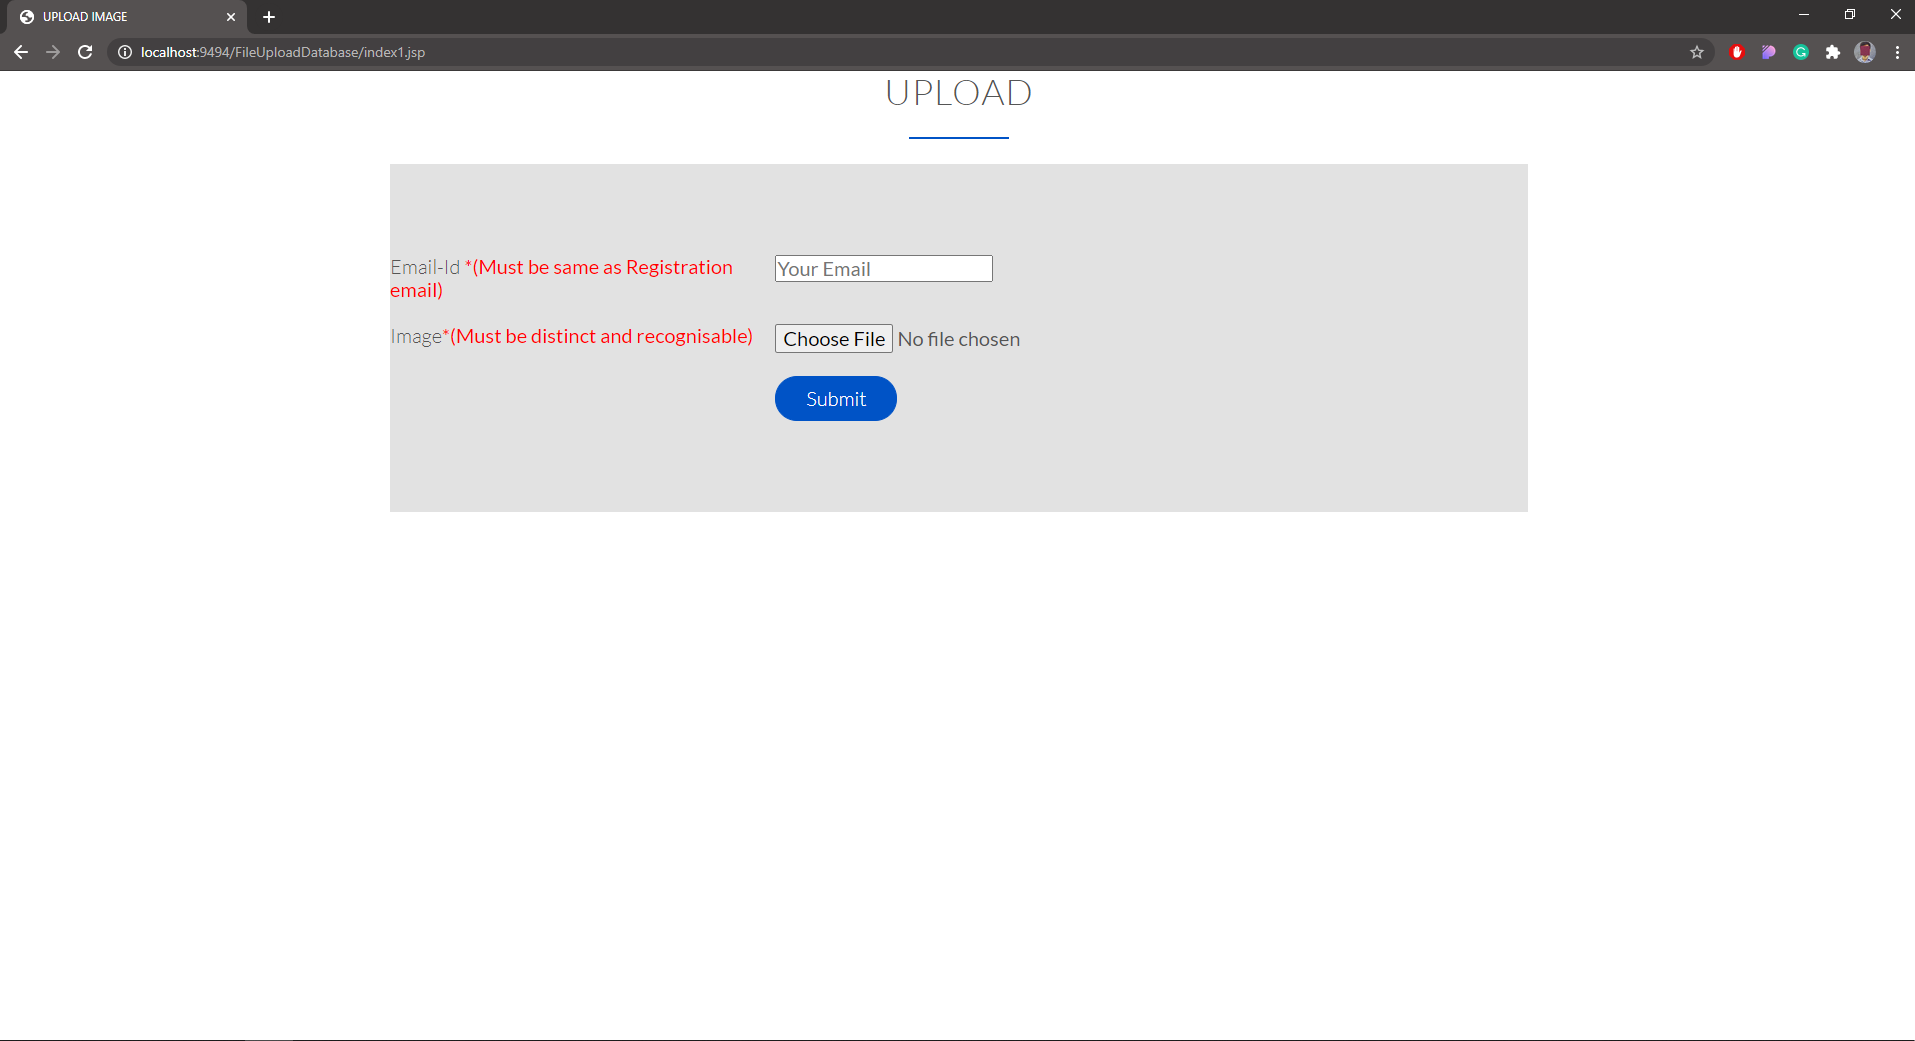 UPLOAD IMAGE
localhost:9494/FileUploadDatabase/index1.jsp
UPLOAD
Email-Id *(Must be same as Registration
email)
Your Email
Image*(Must be distinct and recognisable)
Choose File No file chosen
Submit